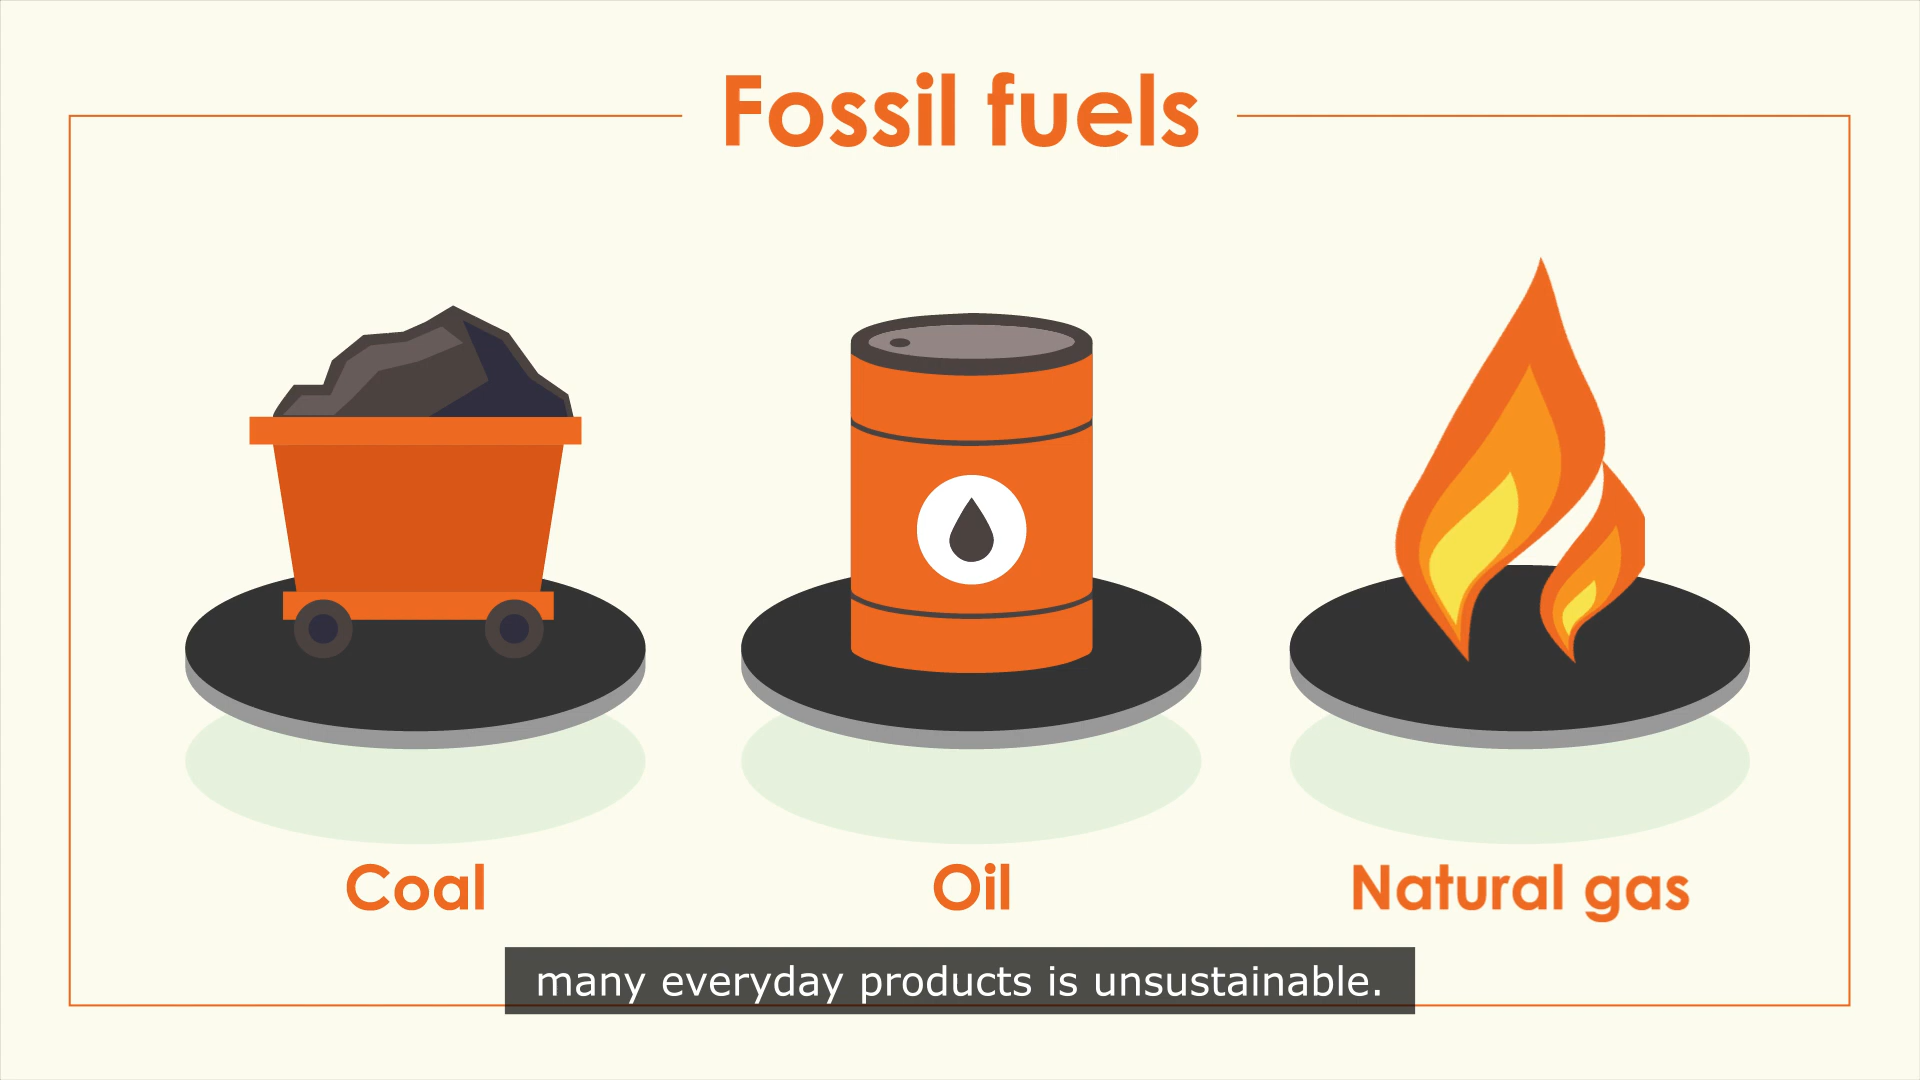 Fossil fuels
Coal
Oil
Natural gas
many everyday products is unsustainable.